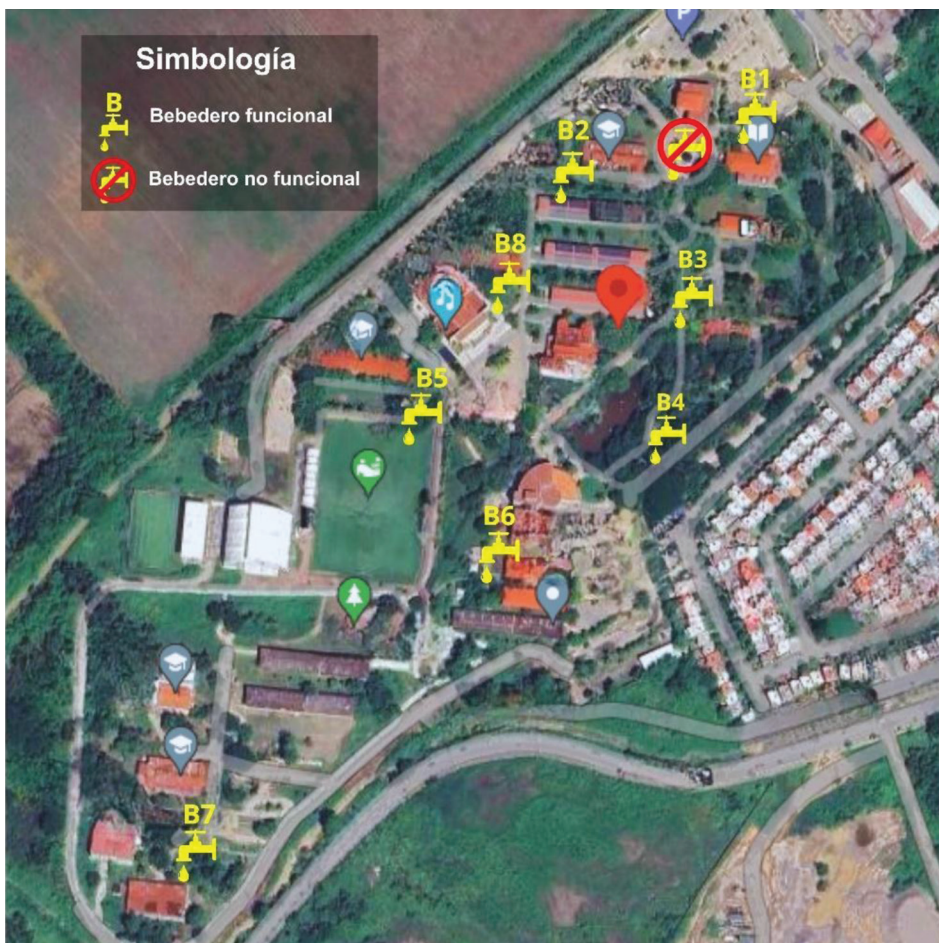 P
Simbología
B
Bebedero funcional
Bebedero no funcional
B1
B2
B8
B3
B5
B4
B6
B7